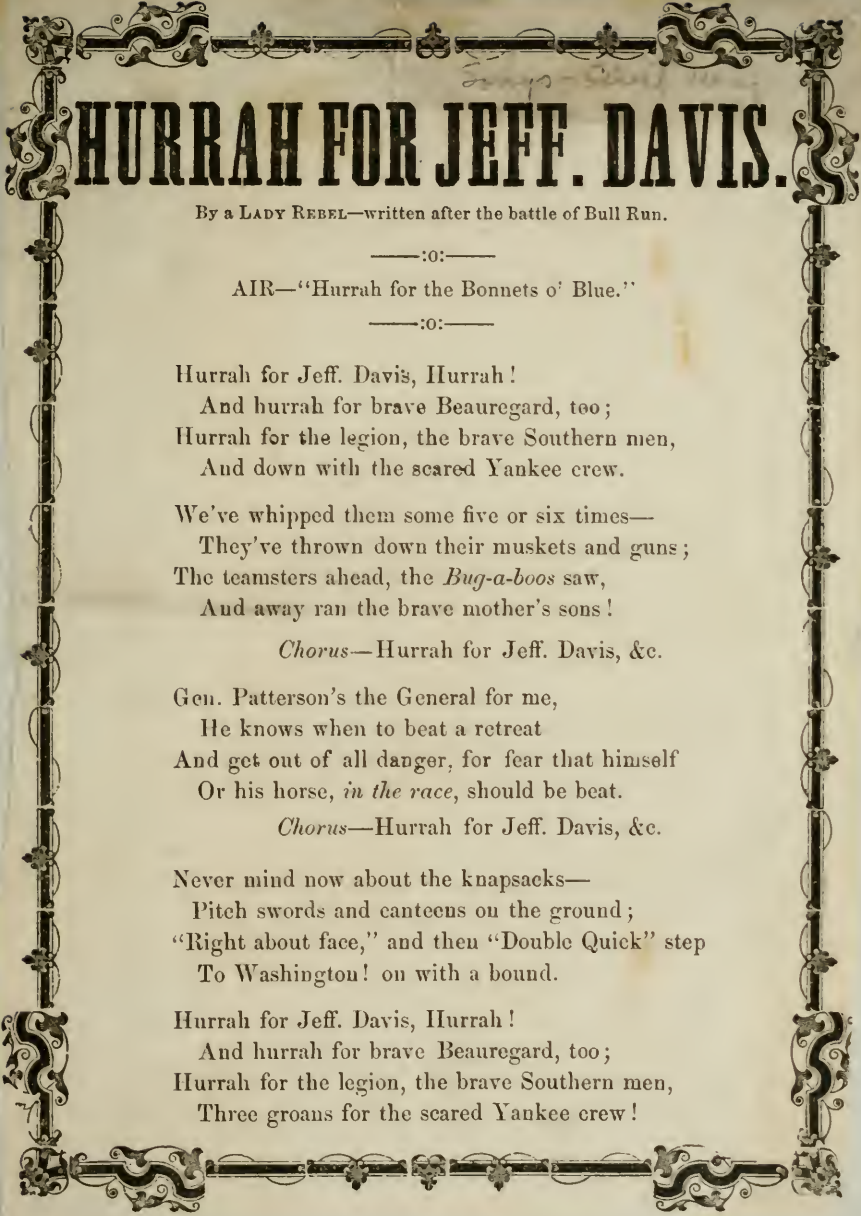 HURRAH FOR JEFF. DAVIS.
By a LADY REBEL—written after the battle of Bull Run.
——:o:——
AIR—"Hurrah for the Bonnets o' Blue."
——:o:——
Hurrah for Jeff. Davis, Hurrah!
And hurrah for brave Beauregard, too;
Hurrah for the legion, the brave Southern men,
And down with the scared Yankee crew.
We've whipped them some five or six times—
They've thrown down their muskets and guns;
The teamsters ahead, the Bug-a-boos saw,
And away ran the brave mother's sons!
Chorus—Hurrah for Jeff. Davis, &c.
Gen. Patterson's the General for me,
He knows when to beat a retreat
And get out of all danger, for fear that himself
Or his horse, in the race, should be beat.
Chorus—Hurrah for Jeff. Davis, &c.
Never mind now about the knapsacks—
Pitch swords and canteens on the ground;
"Right about face," and then "Double Quick" step
To Washington! on with a bound.
Hurrah for Jeff. Davis, Hurrah!
And hurrah for brave Beauregard, too;
Hurrah for the legion, the brave Southern men,
Three groans for the scared Yankee crew!